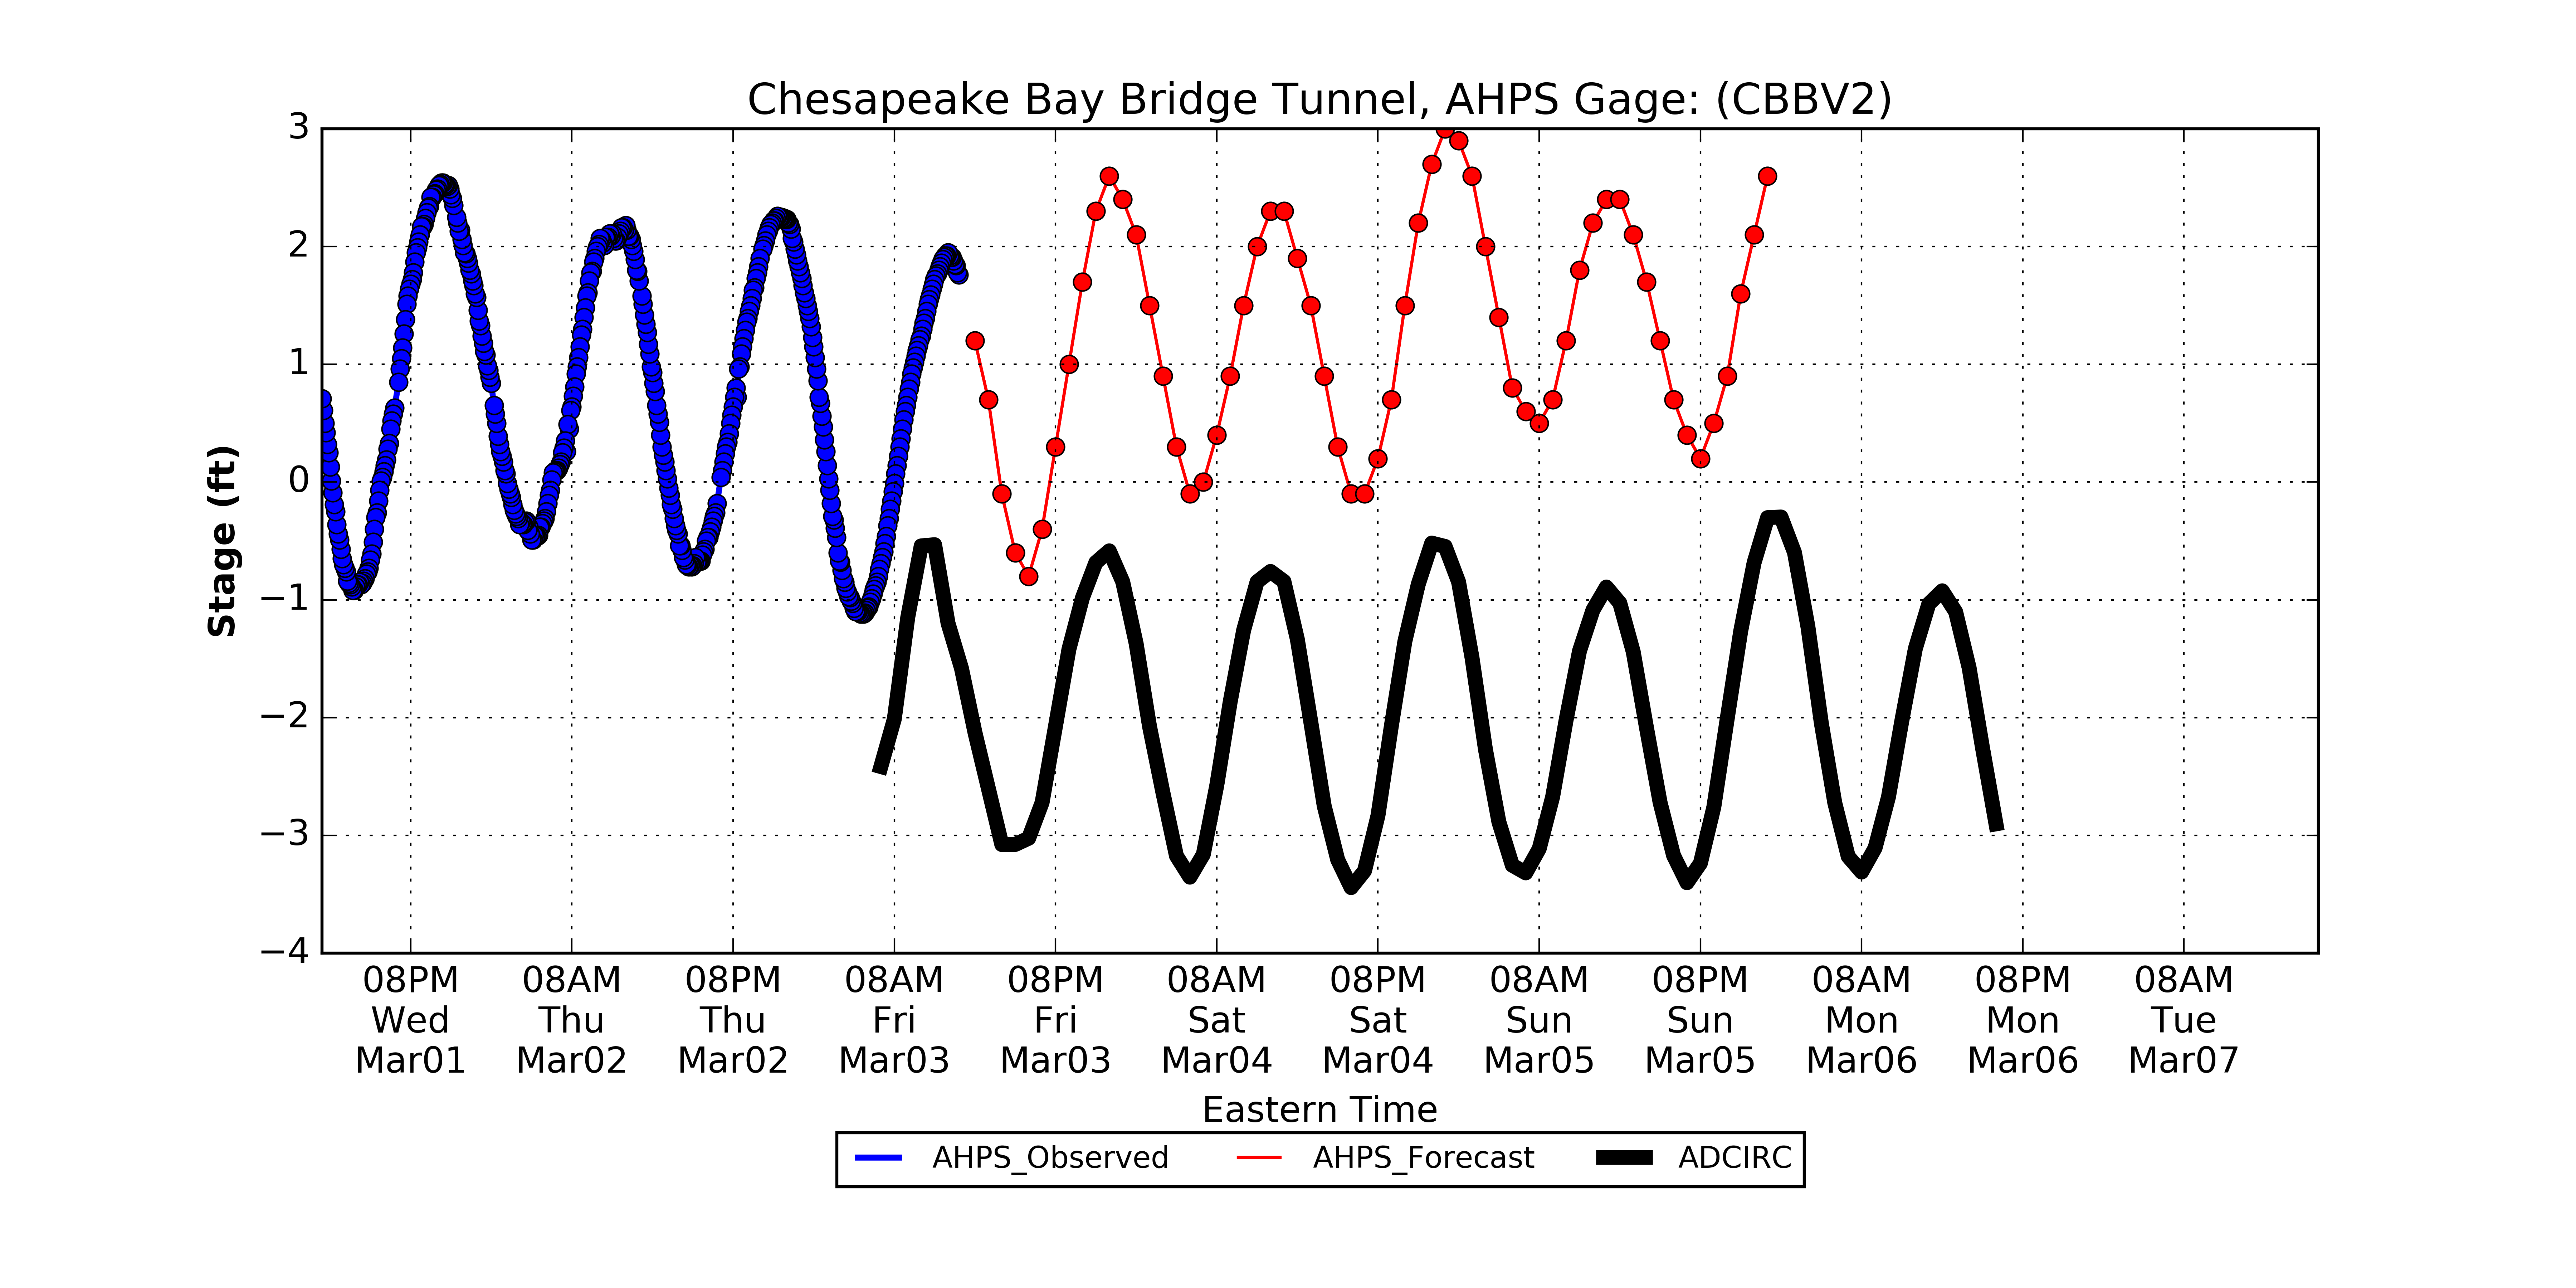 Chesapeake Bay Bridge Tunnel, AHPS Gage: (CBBV2)
3
2
1
0
−1
−2
−3
−4
Stage (ft)
08PM 08AM 08PM 08AM 08PM 08AM 08PM 08AM 08PM 08AM 08PM 08AM
Wed Thu Thu Fri Fri Sat Sat Sun Sun Mon Mon Tue
Mar01 Mar02 Mar02 Mar03 Mar03 Mar04 Mar04 Mar05 Mar05 Mar06 Mar06 Mar07
Eastern Time
AHPS_Observed AHPS_Forecast ADCIRC